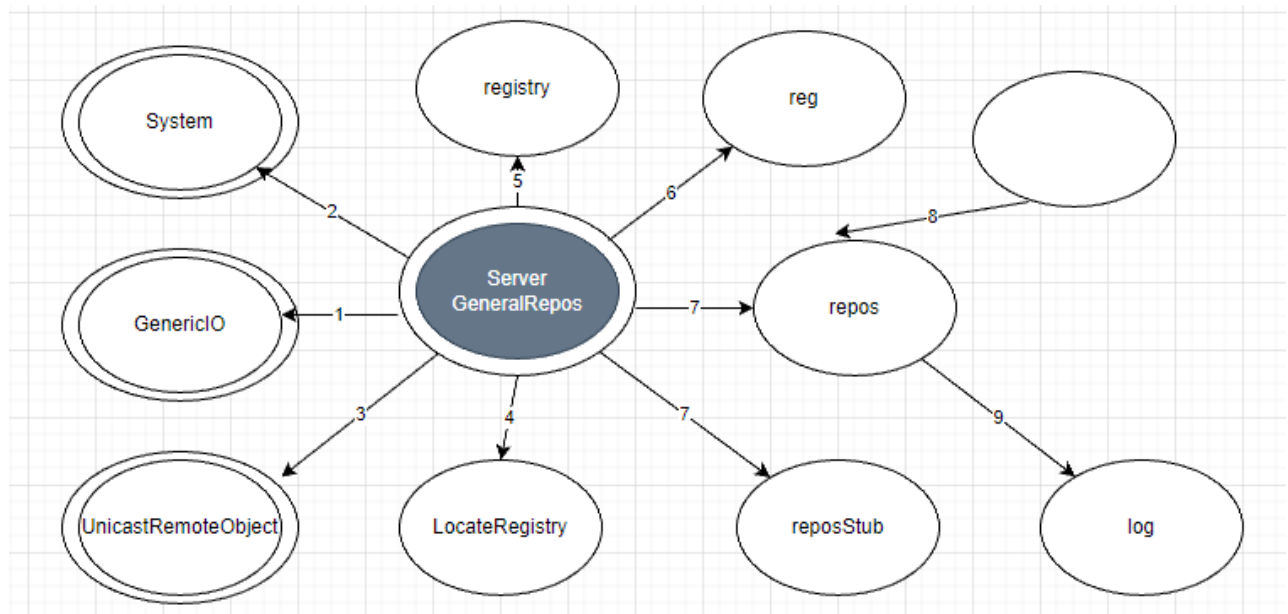 registry
reg
System
5
6
2
8
Server
GeneralRepos
GenericIO
1
7
repos
3
4
7
9
UnicastRemoteObject
LocateRegistry
reposStub
log